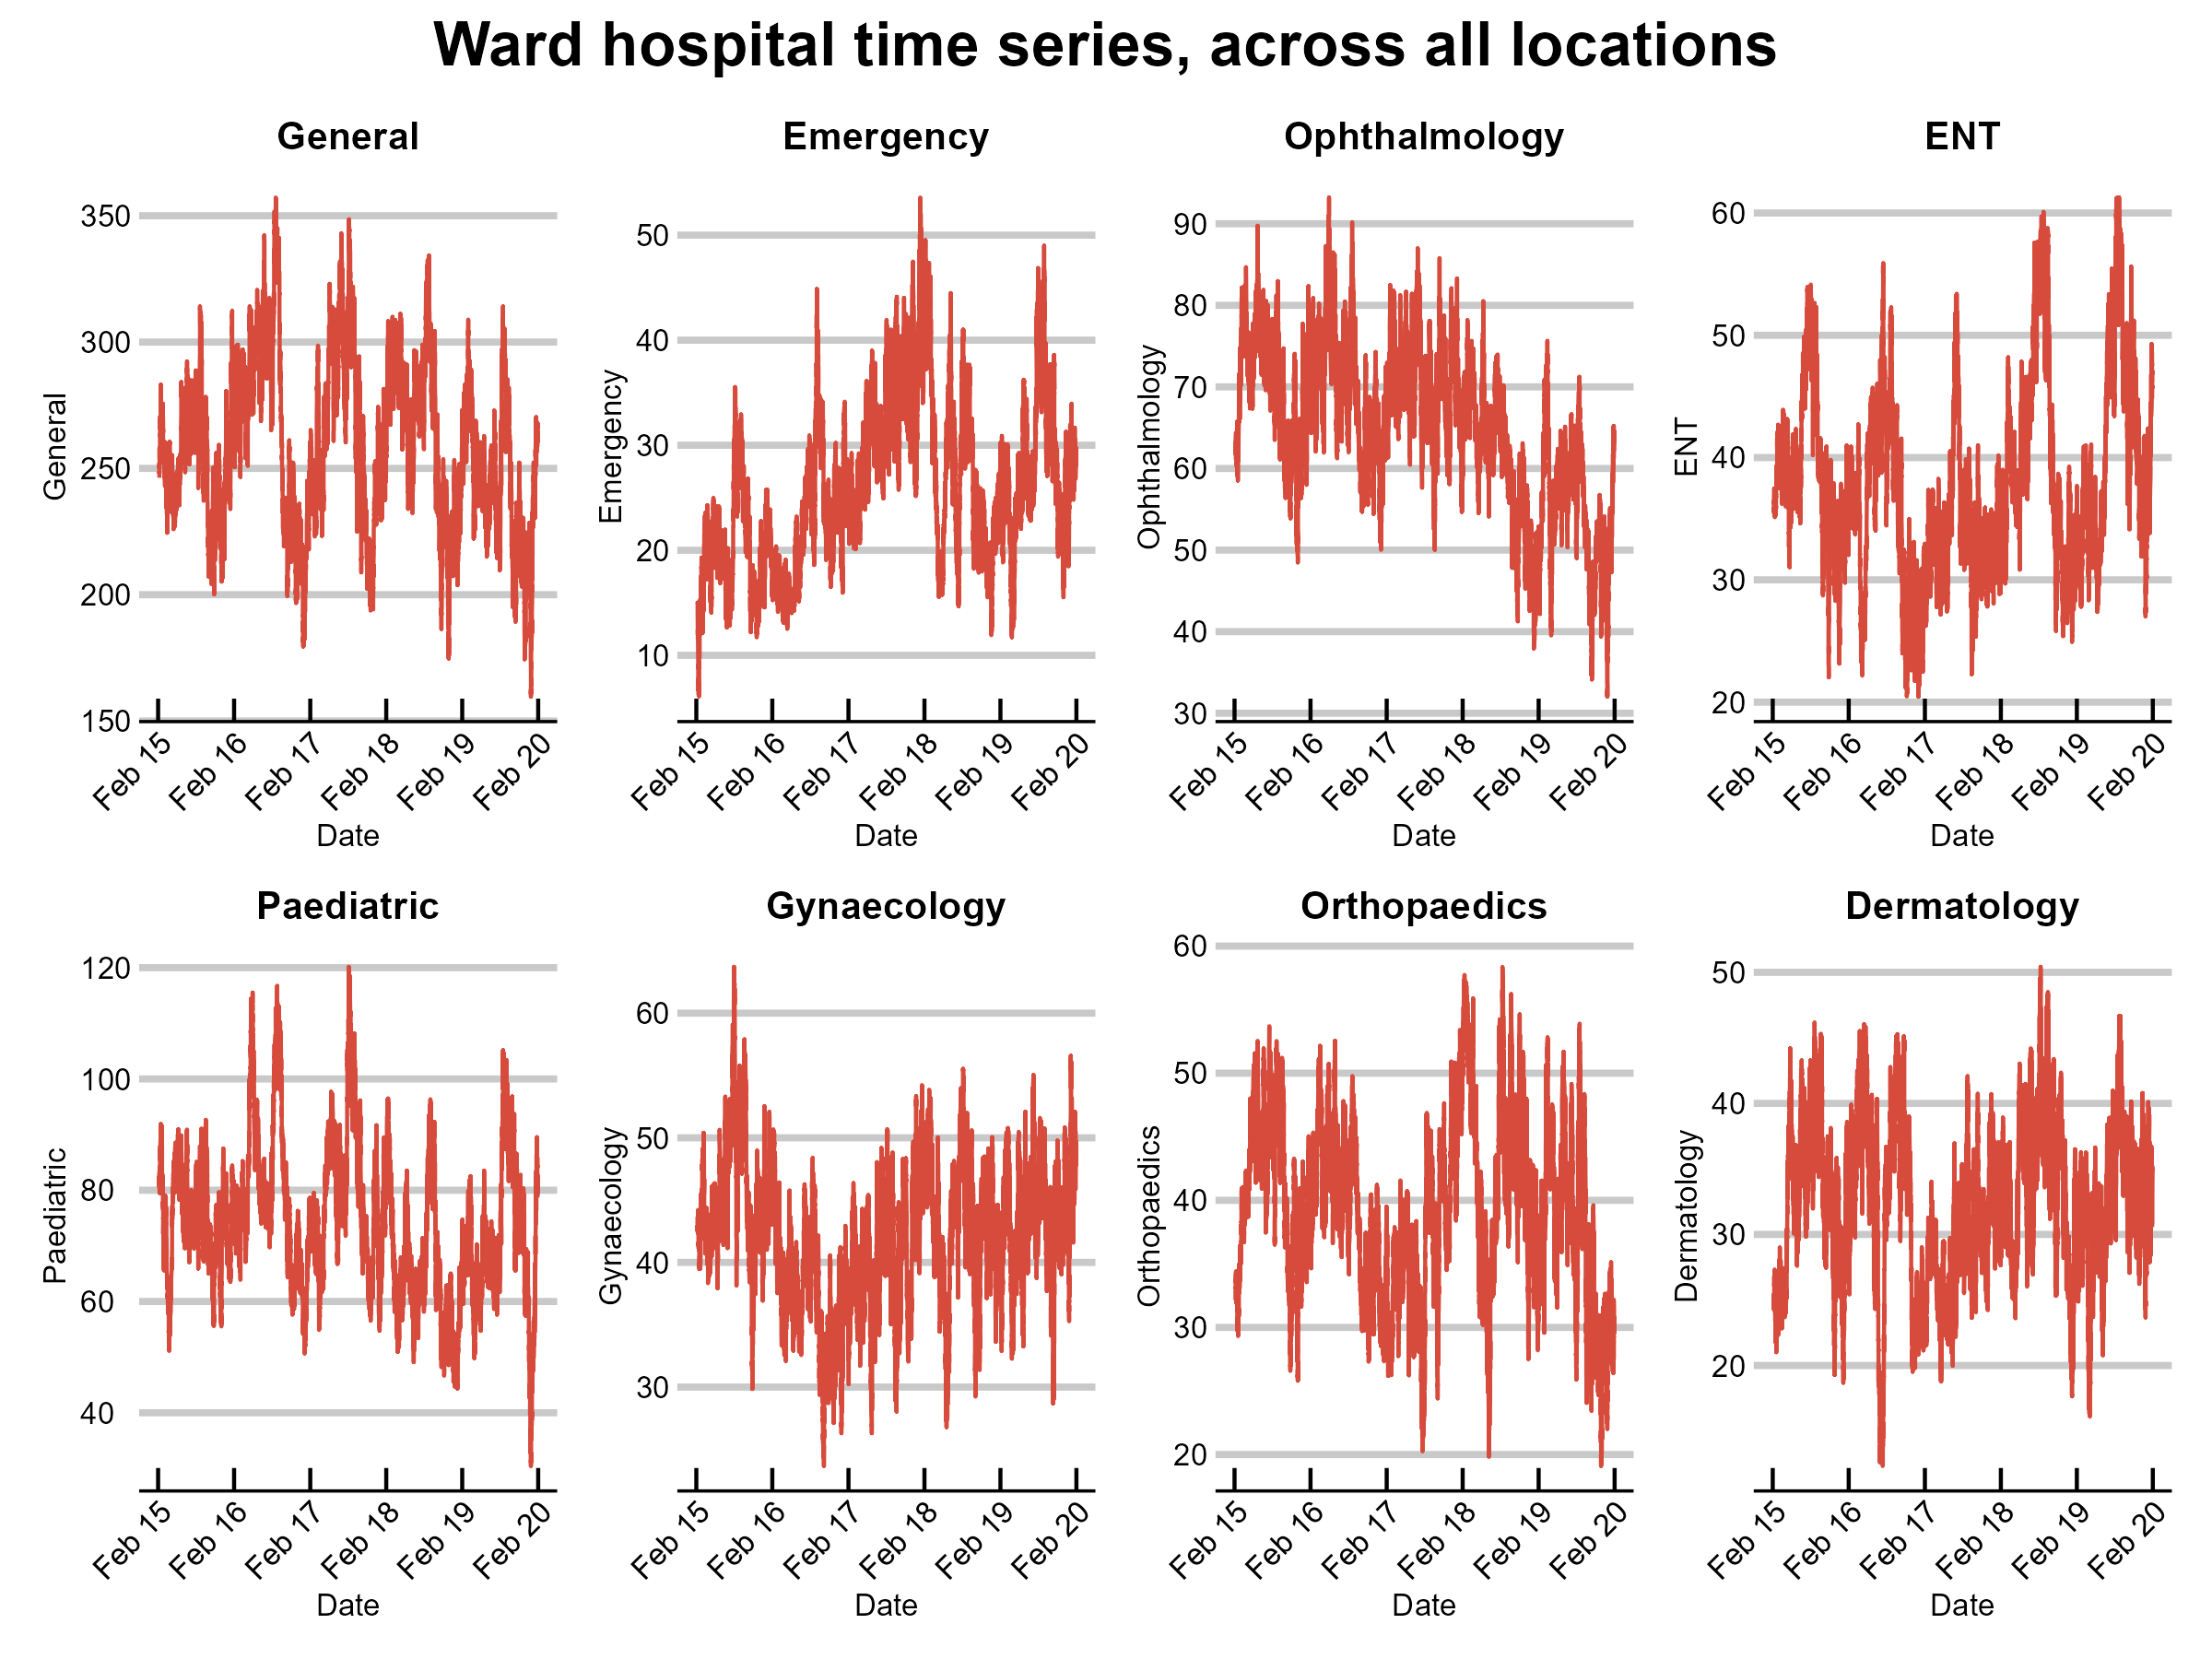 Ward hospital time series, across all locations
General
Emergency
Ophthalmology
ENT
General
350
300
250
200
150
Feb 15
Feb 16
Feb 17
Feb 18
Feb 19
Feb 20
Date
Emergency
50
40
30
20
10
Feb 15
Feb 16
Feb 17
Feb 18
Feb 19
Feb 20
Date
Ophthalmology
90
80
70
60
50
40
30
Feb 15
Feb 16
Feb 17
Feb 18
Feb 19
Feb 20
Date
ENT
60
50
40
30
20
Feb 15
Feb 16
Feb 17
Feb 18
Feb 19
Feb 20
Date
Paediatric
Gynaecology
Orthopaedics
Dermatology
Paediatric
120
100
80
60
40
Feb 15
Feb 16
Feb 17
Feb 18
Feb 19
Feb 20
Date
Gynaecology
60
50
40
30
Feb 15
Feb 16
Feb 17
Feb 18
Feb 19
Feb 20
Date
Orthopaedics
60
50
40
30
20
Feb 15
Feb 16
Feb 17
Feb 18
Feb 19
Feb 20
Date
Dermatology
50
40
30
20
Feb 15
Feb 16
Feb 17
Feb 18
Feb 19
Feb 20
Date